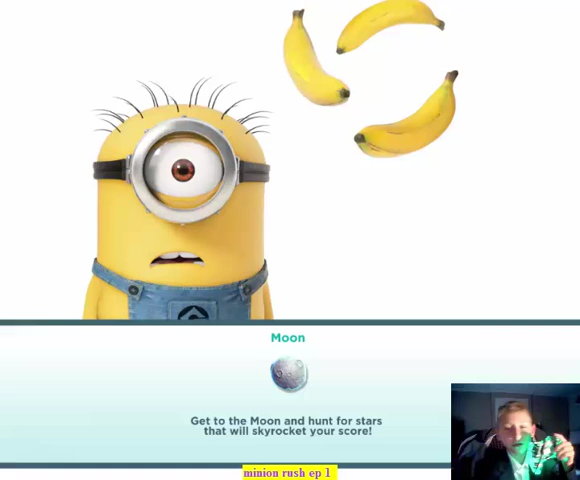 Moon
Get to the Moon and hunt for stars
that will skyrocket your score!
minion rush ep 1